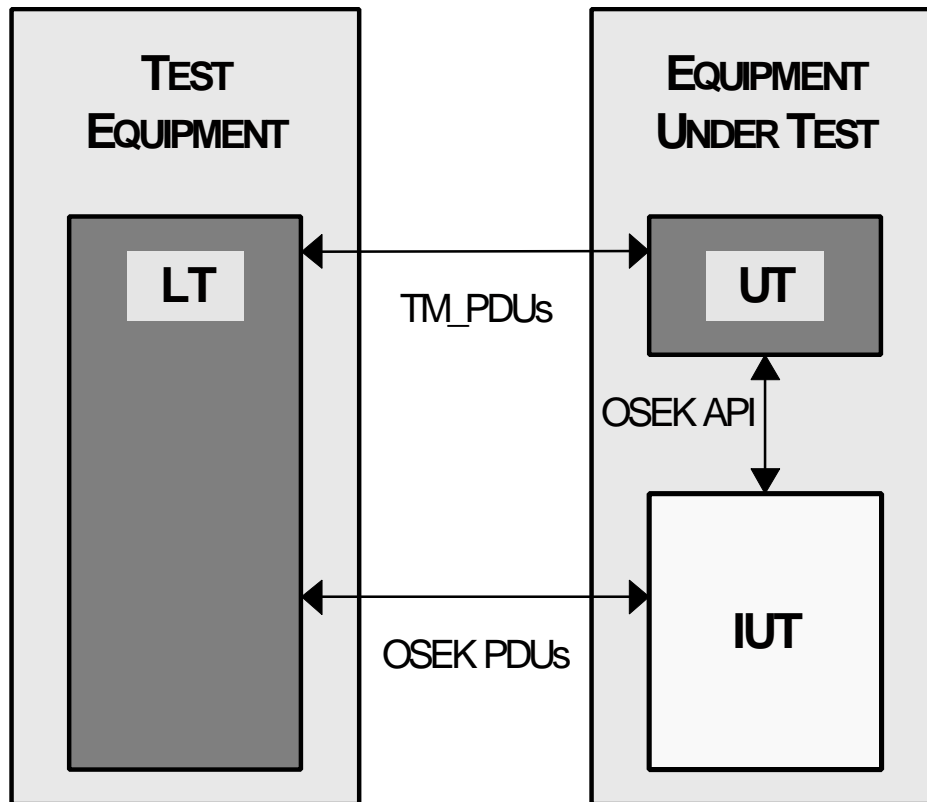 TEST
EQUIPMENT
EQUIPMENT
UNDER TEST
LT
UT
TM_PDUs
OSEK API
IUT
OSEK PDUs